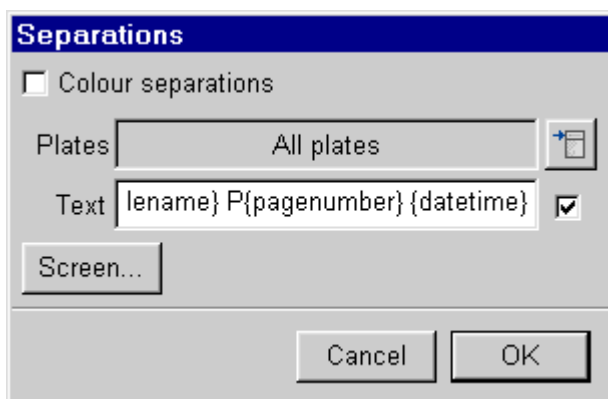 Separations
Colour separations
Plates All plates
Text lename} P{pagenumber} {datetime}
Screen...
Cancel OK